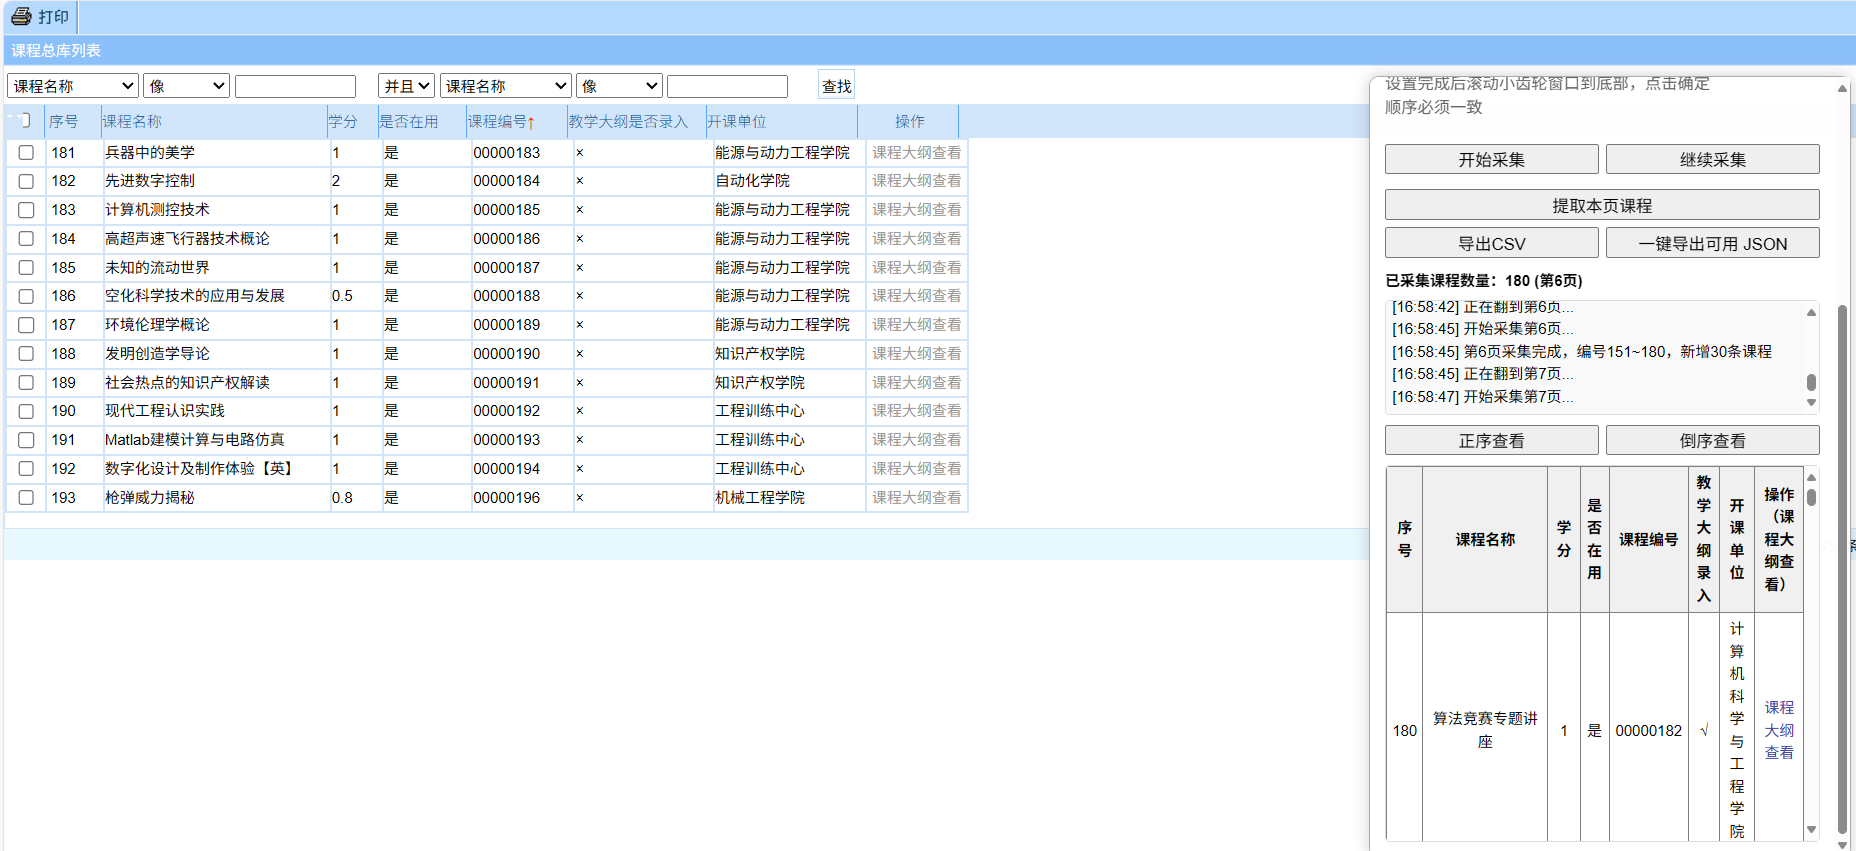 打印
课程总库列表
课程名称 像 并且 课程名称 像 查找
序号 课程名称 学分 是否在用 课程编号↑ 教学大纲是否录入 开课单位 操作
181 兵器中的美学 1 是 00000183 × 能源与动力工程学院 课程大纲查看
182 先进数字控制 2 是 00000184 × 自动化学院 课程大纲查看
183 计算机测控技术 1 是 00000185 × 能源与动力工程学院 课程大纲查看
184 高超声速飞行器技术概论 1 是 00000186 × 能源与动力工程学院 课程大纲查看
185 未知的流动世界 1 是 00000187 × 能源与动力工程学院 课程大纲查看
186 空化科学技术的应用与发展 0.5 是 00000188 × 能源与动力工程学院 课程大纲查看
187 环境伦理学概论 1 是 00000189 × 能源与动力工程学院 课程大纲查看
188 发明创造学导论 1 是 00000190 × 知识产权学院 课程大纲查看
189 社会热点的知识产权解读 1 是 00000191 × 知识产权学院 课程大纲查看
190 现代工程认识实践 1 是 00000192 × 工程训练中心 课程大纲查看
191 Matlab建模计算与电路仿真 1 是 00000193 × 工程训练中心 课程大纲查看
192 数字化设计及制作体验【英】 1 是 00000194 × 工程训练中心 课程大纲查看
193 枪弹威力揭秘 0.8 是 00000196 × 机械工程学院 课程大纲查看
设置完成后滚动小齿轮窗口到底部，点击确定
顺序必须一致
开始采集 继续采集
提取本页课程
导出CSV 一键导出可用 JSON
已采集课程数量：180 (第6页)
[16:58:42] 正在翻到第6页...
[16:58:45] 开始采集第6页...
[16:58:45] 第6页采集完成，编号151~180，新增30条课程
[16:58:45] 正在翻到第7页...
[16:58:47] 开始采集第7页...
正序查看 倒序查看
序号 课程名称 学分 是否在用 课程编号 教学大纲录入 开课单位 操作（课程大纲查看）
180 算法竞赛专题讲座 1 是 00000182 √ 计算机科学与工程学院 课程大纲查看